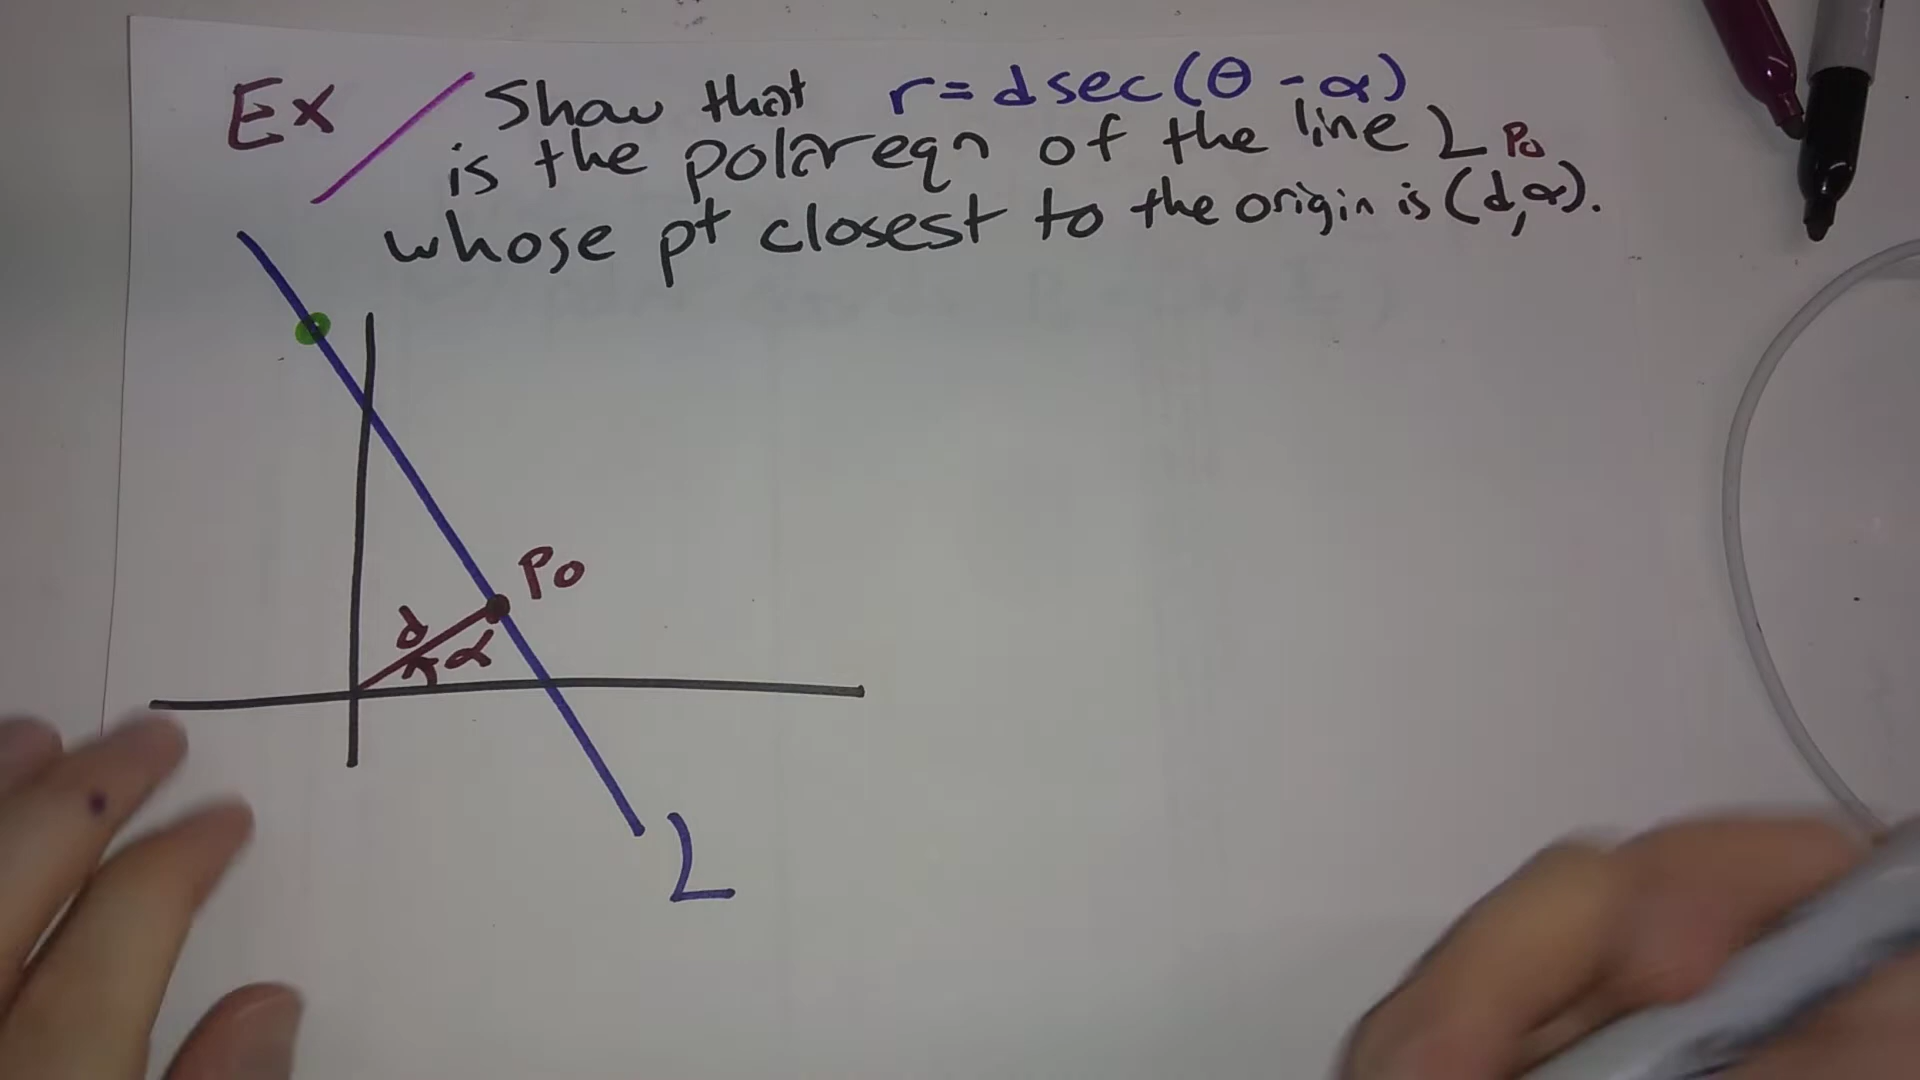 Ex Show that r = d sec(θ - α)
is the polar eqn of the line L P0
whose pt closest to the origin is (d, α).
P0
d
α
L